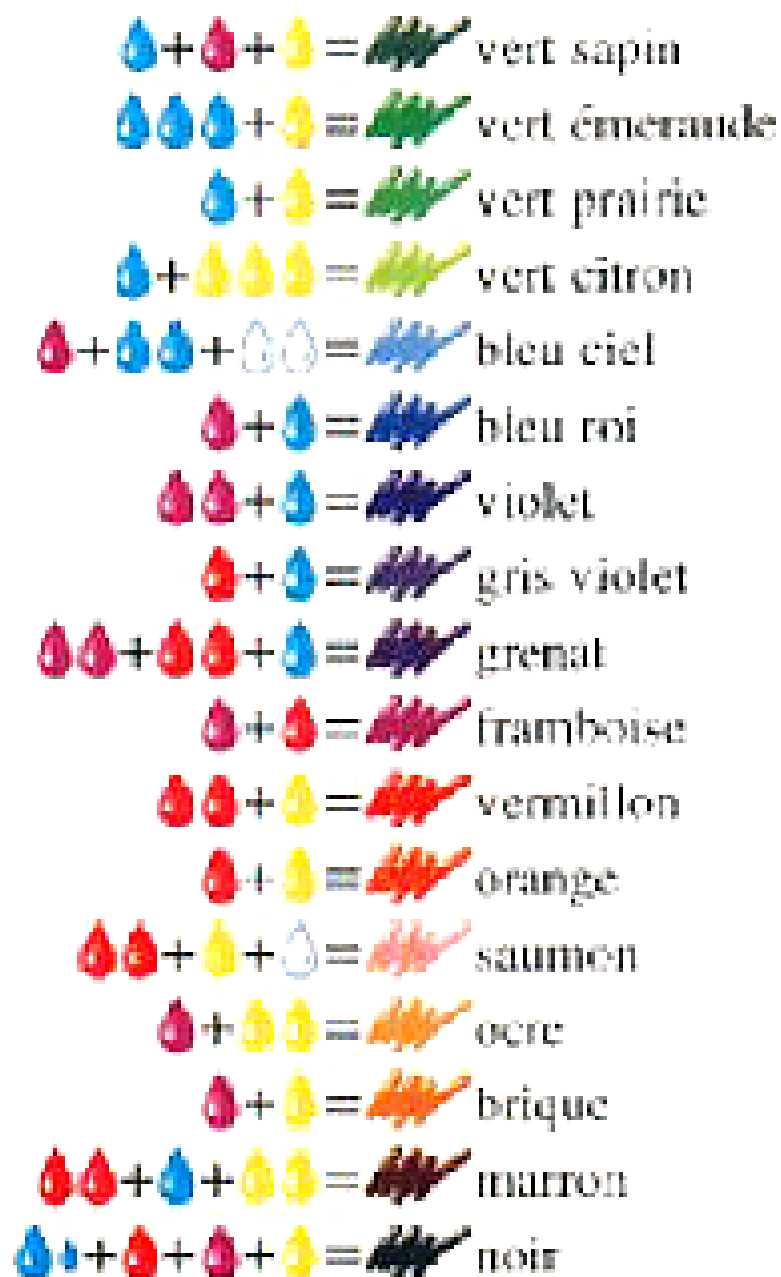 + + = vert sapin
+ = vert émeraude
+ = vert prairie
+ = vert citron
+ + = bleu ciel
+ = bleu roi
+ = violet
+ = gris violet
+ + = grenat
+ = framboise
+ = vermillon
+ = orange
+ + = saumon
+ = ocre
+ = brique
+ + = marron
+ + + = noir